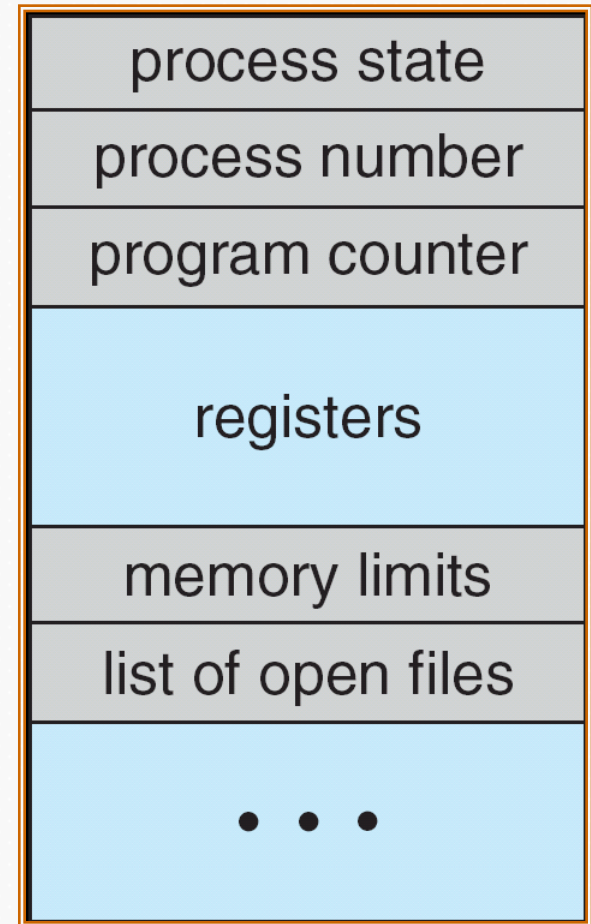 process state
process number
program counter
registers
memory limits
list of open files
• • •